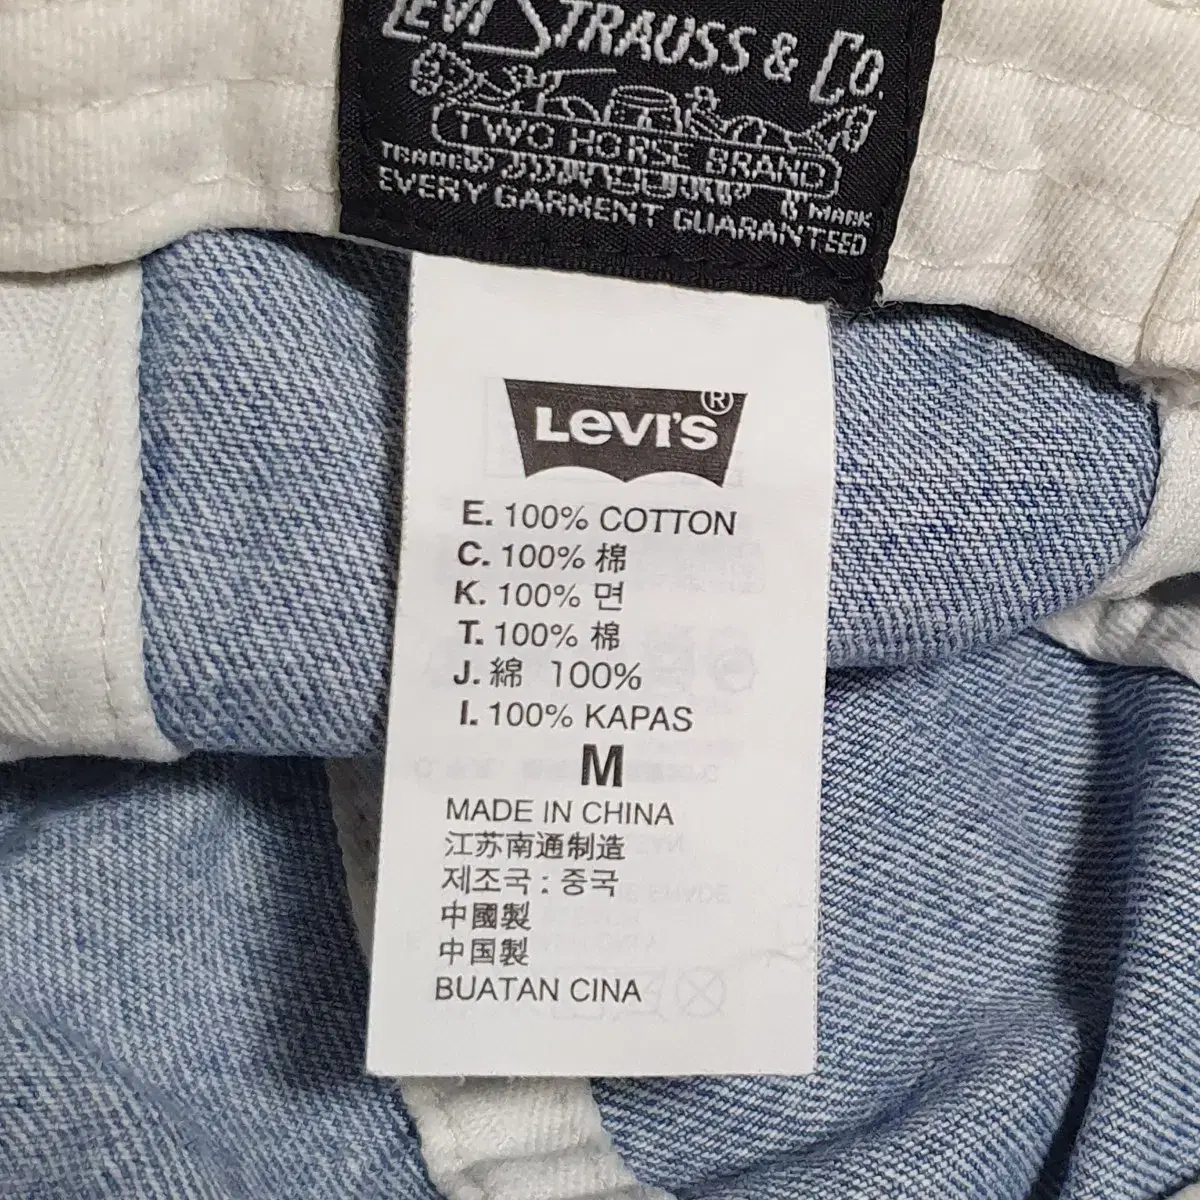 LEVI STRAUSS & CO.
TWO HORSE BRAND
TRADE MARK
EVERY GARMENT GUARANTEED
LEVI'S®
E. 100% COTTON
C. 100% 棉
K. 100% 면
T. 100% 棉
J. 綿 100%
I. 100% KAPAS
M
MADE IN CHINA
江苏南通制造
제조국 : 중국
中國製
中国製
BUATAN CINA